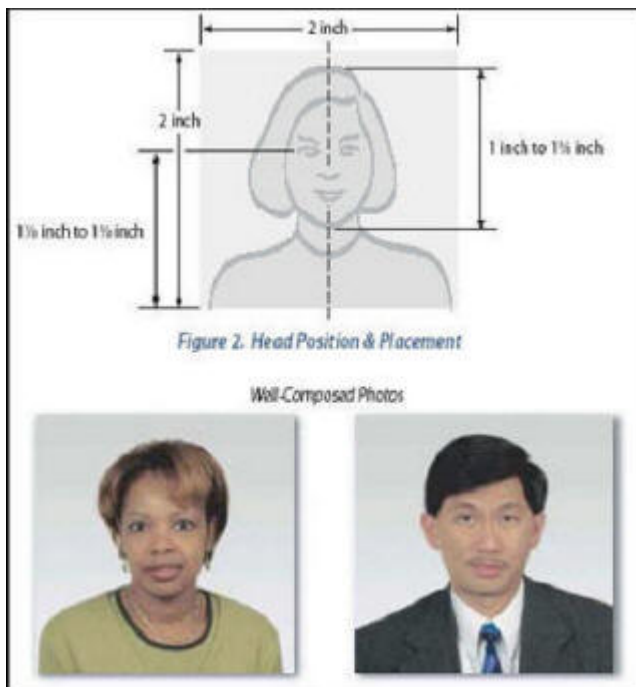 2 inch
2 inch
1 inch to 1⅜ inch
1⅛ inch to 1⅜ inch
Figure 2. Head Position & Placement
Well-Composed Photos